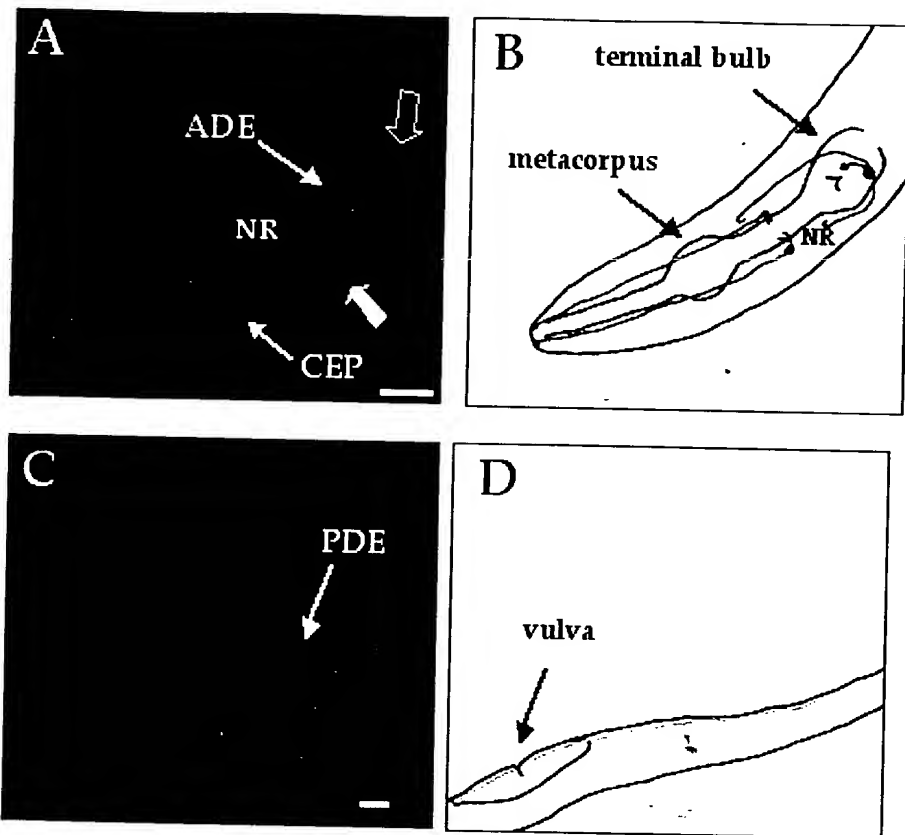 A
ADE
NR
CEP
B
terminal bulb
metacorpus
NR
C
PDE
D
vulva